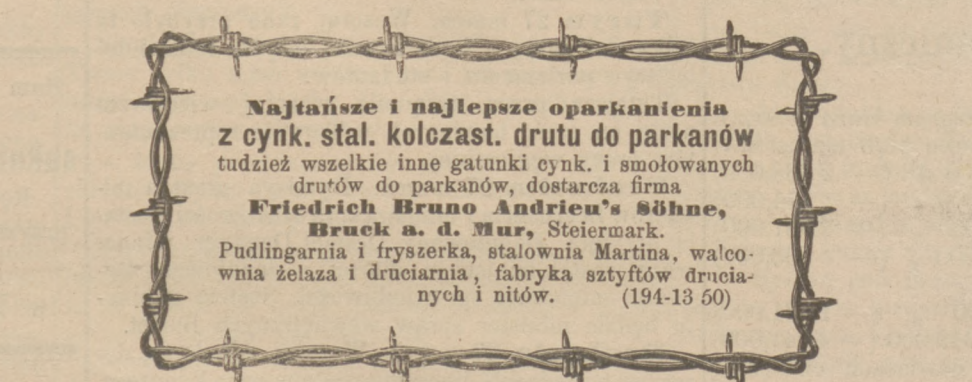 Najtańsze i najlepsze oparkanienia
z cynk. stal. kolczast. drutu do parkanów
tudzież wszelkie inne gatunki cynk. i smołowanych
drutów do parkanów, dostarcza firma
Friedrich Bruno Andrieu's Söhne,
Bruck a. d. Mur, Steiermark.
Pudlingarnia i fryszerka, stalownia Martina, walco-
wnia żelaza i druciarnia, fabryka sztyftów drucia-
nych i nitów. (194-13 50)